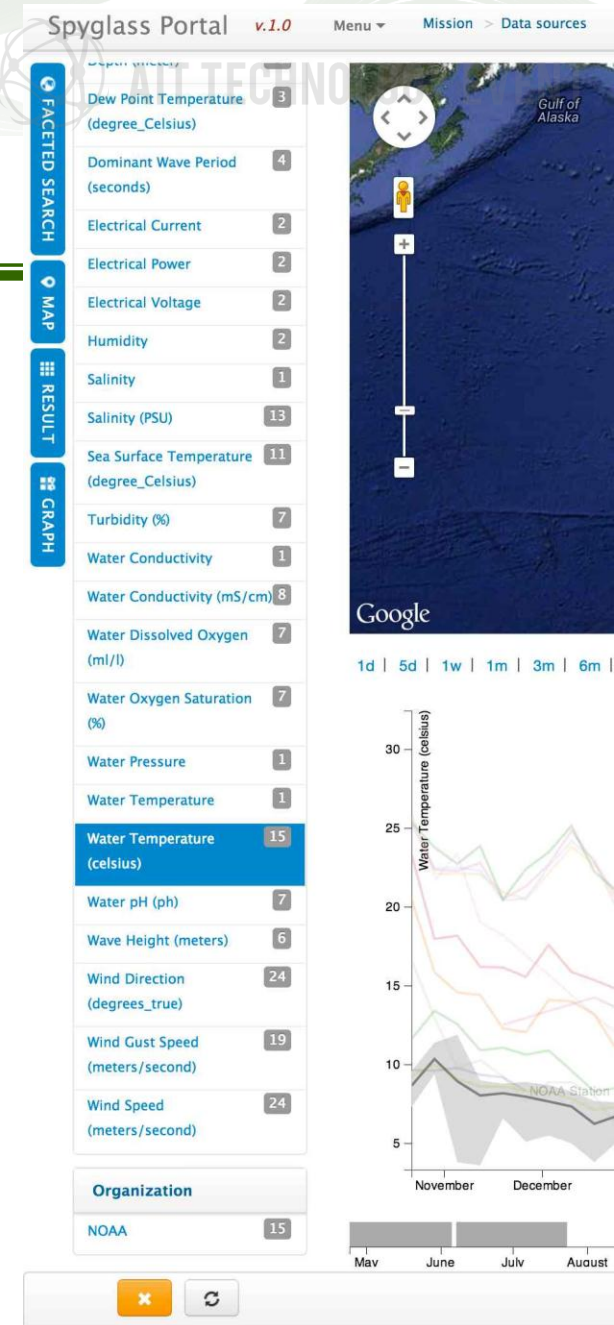 Spyglass Portal v.1.0 Menu Mission > Data sources
FACETED SEARCH
MAP
RESULT
GRAPH
Depth (meter)
Dew Point Temperature 3
(degree_Celsius)
Dominant Wave Period 4
(seconds)
Electrical Current 2
Electrical Power 2
Electrical Voltage 2
Humidity 2
Salinity 1
Salinity (PSU) 13
Sea Surface Temperature 11
(degree_Celsius)
Turbidity (%) 7
Water Conductivity 1
Water Conductivity (mS/cm) 8
Water Dissolved Oxygen 7
(ml/l)
Water Oxygen Saturation 7
(%)
Water Pressure 1
Water Temperature 1
Water Temperature 15
(celsius)
Water pH (ph) 7
Wave Height (meters) 6
Wind Direction 24
(degrees_true)
Wind Gust Speed 19
(meters/second)
Wind Speed 24
(meters/second)
Organization
NOAA 15
Gulf of
Alaska
Google
1d | 5d | 1w | 1m | 3m | 6m |
Water Temperature (celsius)
30
25
20
15
10
5
NOAA Station
November December
May June July August